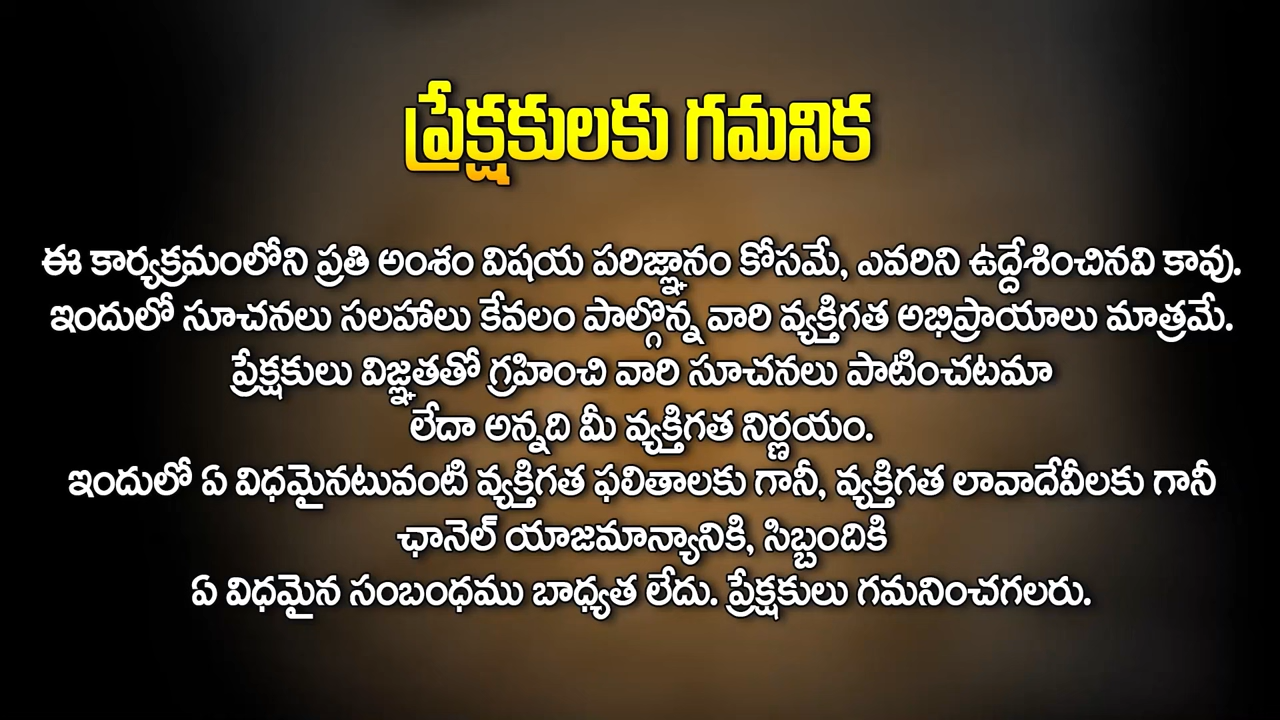 ప్రేక్షకులకు గమనిక
ఈ కార్యక్రమంలోని ప్రతి అంశం విషయ పరిజ్ఞానం కోసమే, ఎవరిని ఉద్దేశించినవి కావు.
ఇందులో సూచనలు సలహాలు కేవలం పాల్గొన్న వారి వ్యక్తిగత అభిప్రాయాలు మాత్రమే.
ప్రేక్షకులు విజ్ఞతతో గ్రహించి వారి సూచనలు పాటించటమా
లేదా అన్నది మీ వ్యక్తిగత నిర్ణయం.
ఇందులో ఏ విధమైనటువంటి వ్యక్తిగత ఫలితాలకు గానీ, వ్యక్తిగత లావాదేవీలకు గానీ
ఛానెల్ యాజమాన్యానికి, సిబ్బందికి
ఏ విధమైన సంబంధము బాధ్యత లేదు. ప్రేక్షకులు గమనించగలరు.